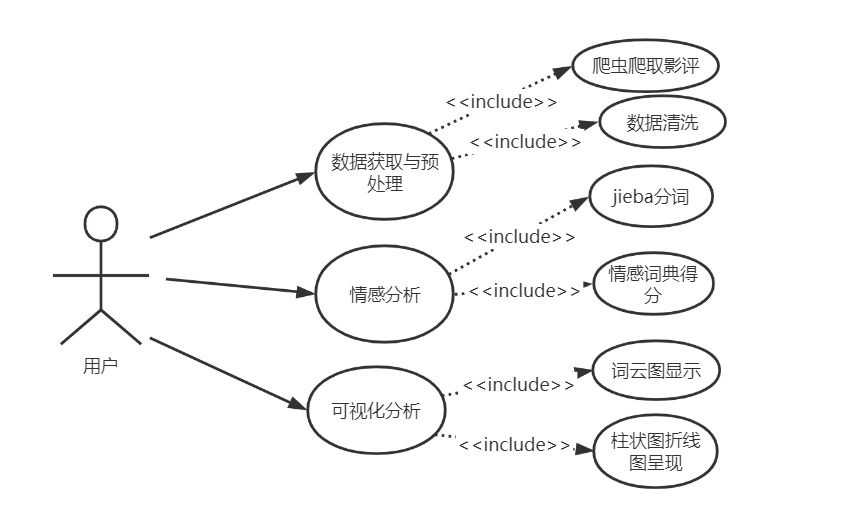 爬虫爬取影评
<<include>>
数据清洗
<<include>>
数据获取与预
处理
jieba分词
<<include>>
情感词典得
分
<<include>>
情感分析
用户
词云图显示
<<include>>
可视化分析
柱状图折线
图呈现
<<include>>